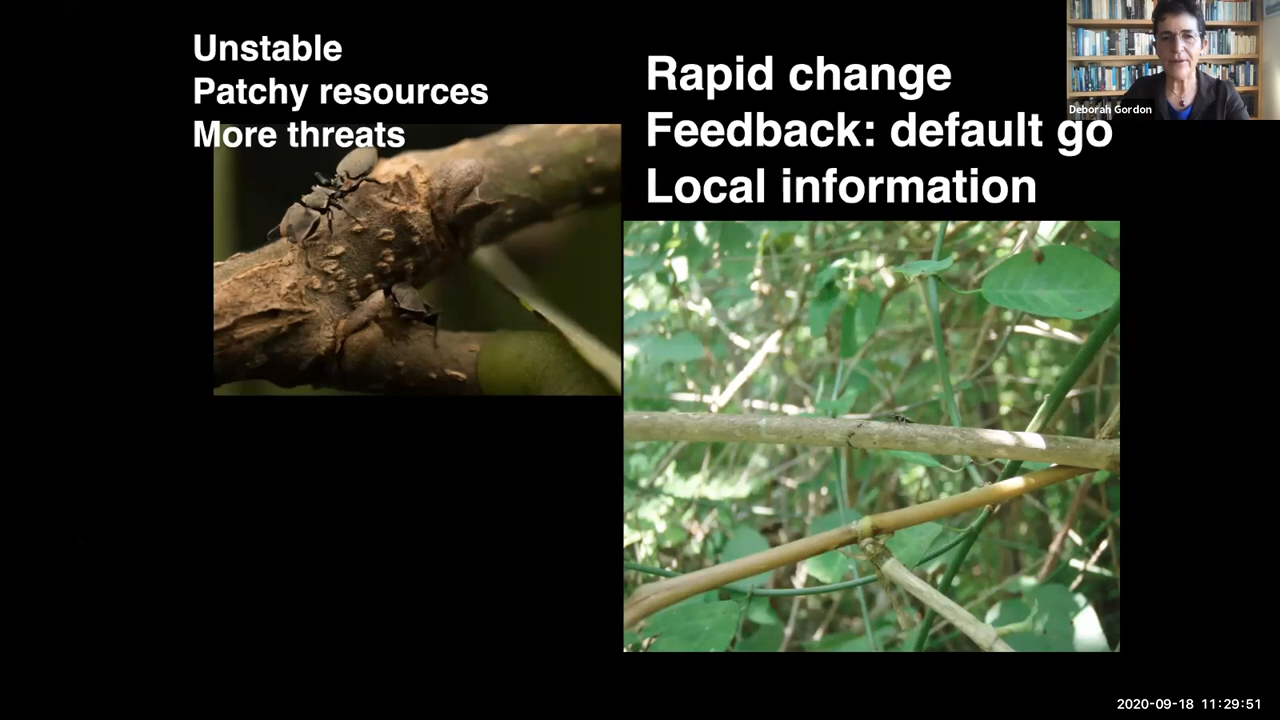 Unstable
Patchy resources
More threats
Rapid change
Feedback: default go
Local information
Deborah Gordon
2020-09-18 11:29:51